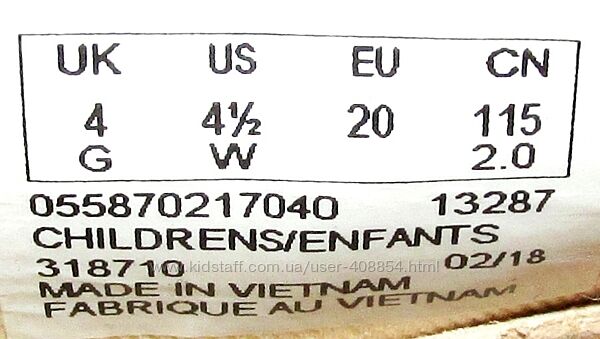 UK US EU CN
4 4½ 20 115
G W 2.0
055870217040 13287
CHILDRENS/ENFANTS
318710 02/18
www.kidstaff.com.ua/user-408854.html
MADE IN VIETNAM
FABRIQUE AU VIETNAM